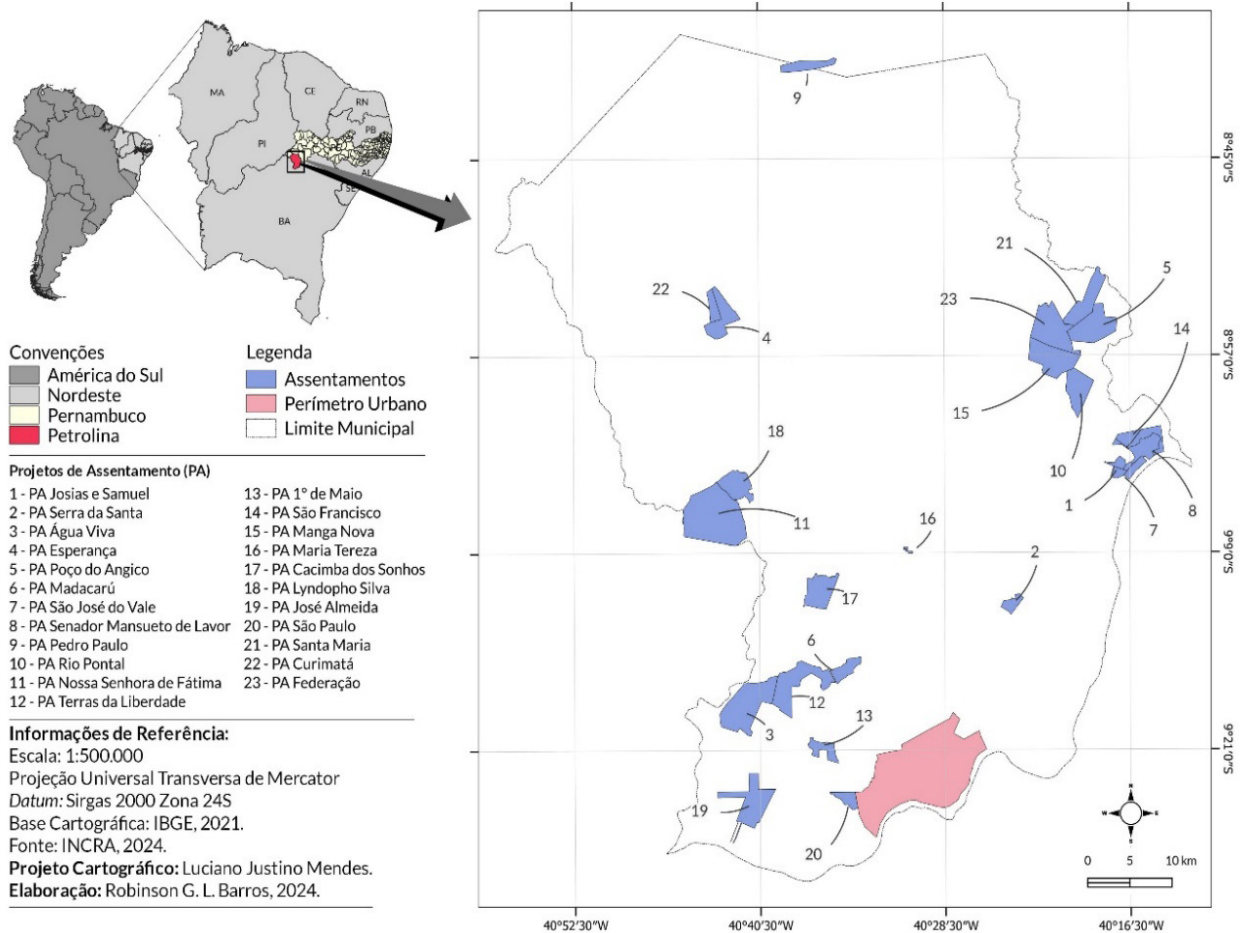 MA
CE
RN
PB
PI
AL
SE
BA
Convenções
América do Sul
Nordeste
Pernambuco
Petrolina
Legenda
Assentamentos
Perímetro Urbano
Limite Municipal
Projetos de Assentamento (PA)
1 - PA Josias e Samuel
2 - PA Serra da Santa
3 - PA Água Viva
4 - PA Esperança
5 - PA Poço do Angico
6 - PA Madacarú
7 - PA São José do Vale
8 - PA Senador Mansueto de Lavor
9 - PA Pedro Paulo
10 - PA Rio Pontal
11 - PA Nossa Senhora de Fátima
12 - PA Terras da Liberdade
13 - PA 1º de Maio
14 - PA São Francisco
15 - PA Manga Nova
16 - PA Maria Tereza
17 - PA Cacimba dos Sonhos
18 - PA Lyndopho Silva
19 - PA José Almeida
20 - PA São Paulo
21 - PA Santa Maria
22 - PA Curimatá
23 - PA Federação
Informações de Referência:
Escala: 1:500.000
Projeção Universal Transversa de Mercator
Datum: Sirgas 2000 Zona 24S
Base Cartográfica: IBGE, 2021.
Fonte: INCRA, 2024.
Projeto Cartográfico: Luciano Justino Mendes.
Elaboração: Robinson G. L. Barros, 2024.
9
21
5
22
23
14
4
15
18
10
1
7
8
11
16
2
17
6
12
3
13
19
20
8°45'0"S
8°57'0"S
9°9'0"S
9°21'0"S
N
W
E
S
0 5 10 km
40°52'30"W
40°40'30"W
40°28'30"W
40°16'30"W